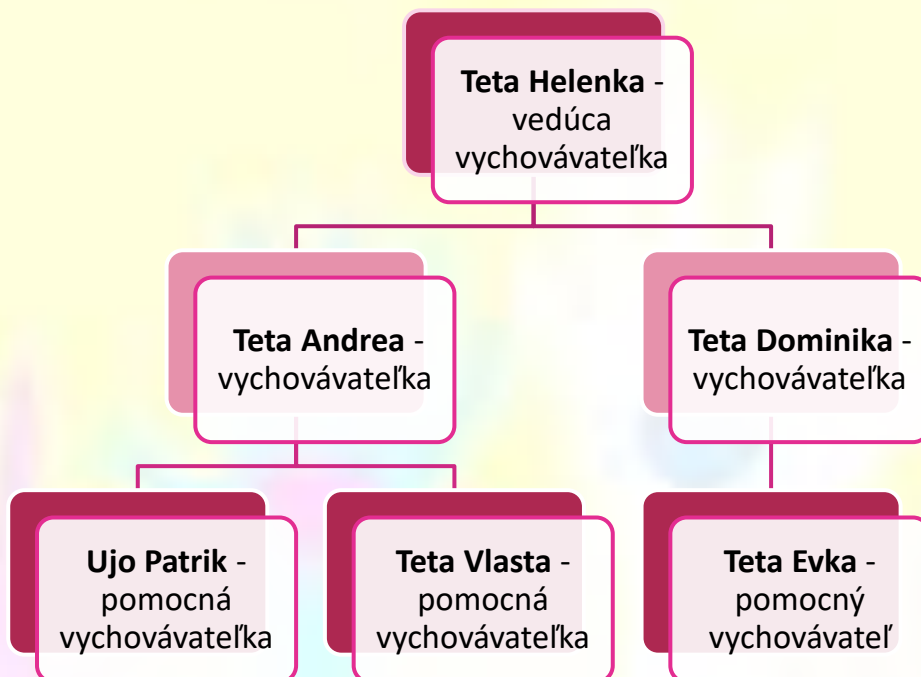 Teta Helenka -
vedúca
vychovávateľka
Teta Andrea -
vychovávateľka
Teta Dominika -
vychovávateľka
Ujo Patrik -
pomocná
vychovávateľka
Teta Vlasta -
pomocná
vychovávateľka
Teta Evka -
pomocný
vychovávateľ